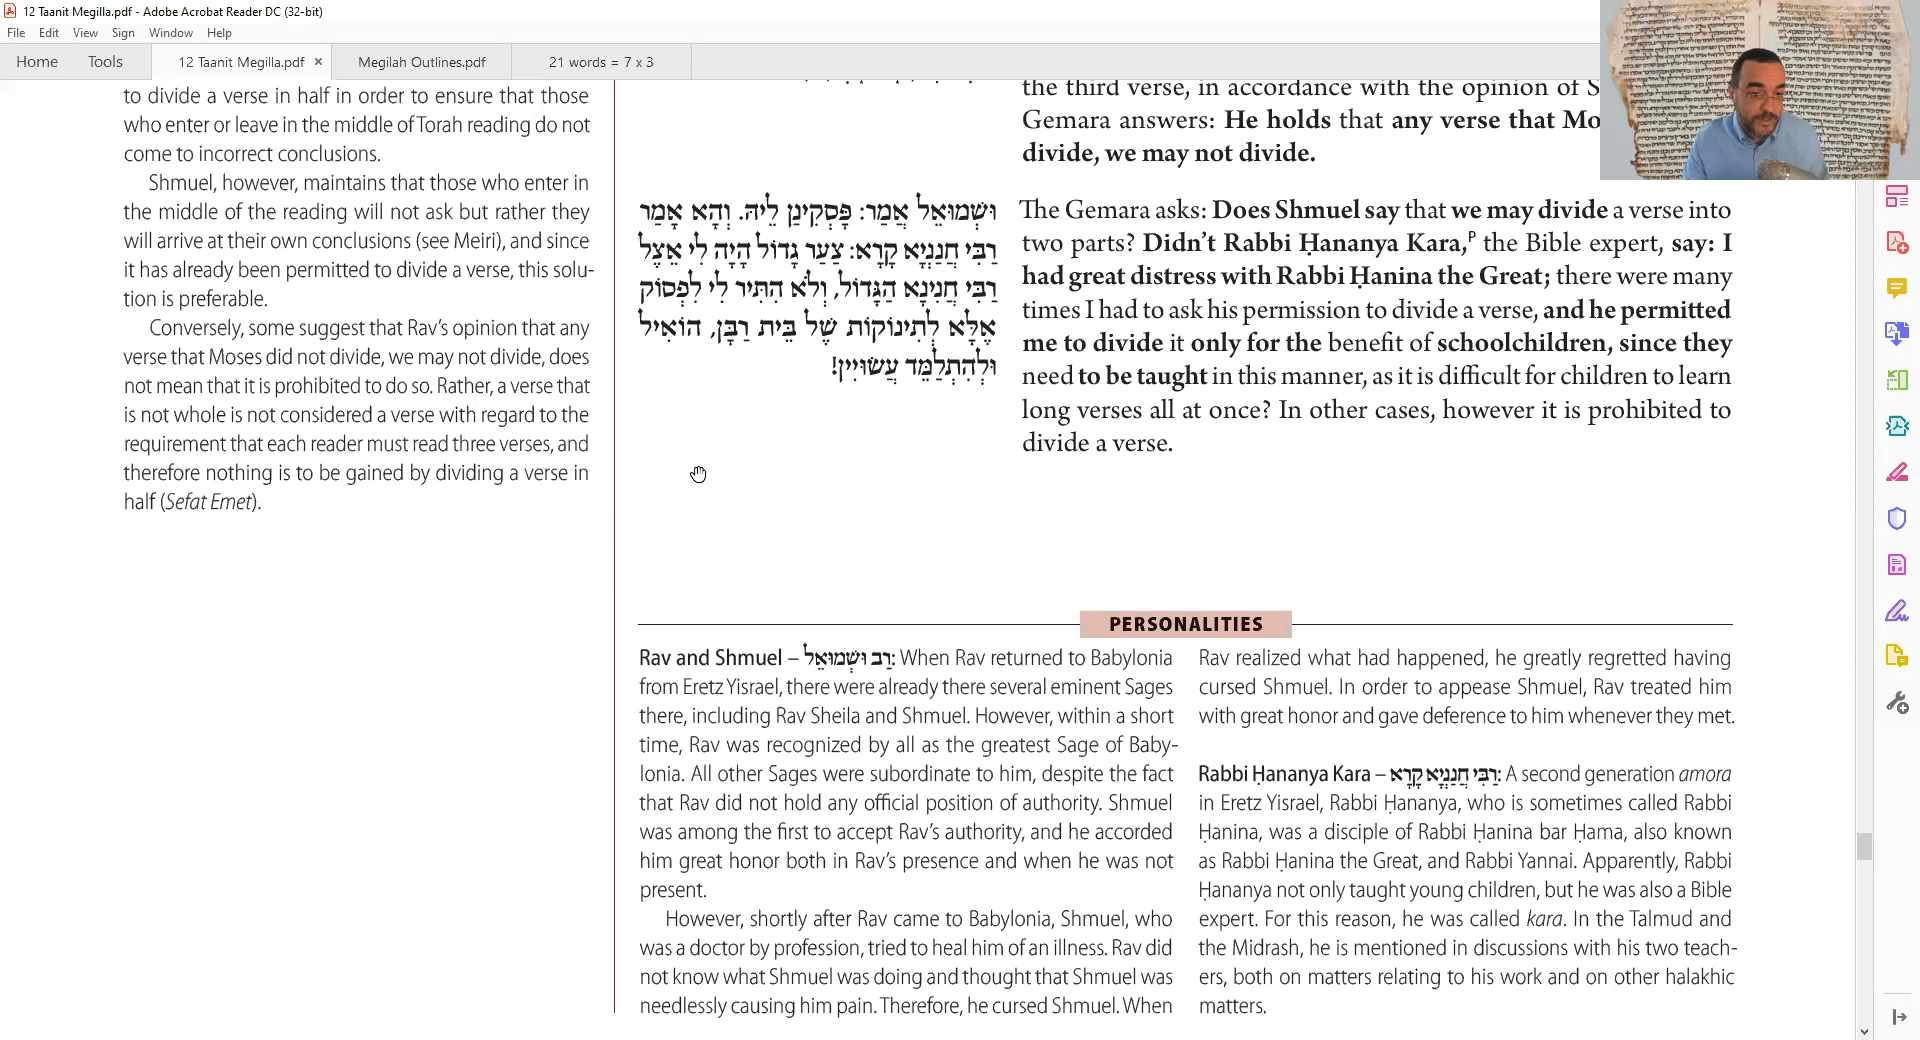 12 Taanit Megilla.pdf - Adobe Acrobat Reader DC (32-bit)
File Edit View Sign Window Help
Home Tools 12 Taanit Megilla.pdf × Megilah Outlines.pdf 21 words = 7 x 3
to divide a verse in half in order to ensure that those
who enter or leave in the middle of Torah reading do not
come to incorrect conclusions.
Shmuel, however, maintains that those who enter in
the middle of the reading will not ask but rather they
will arrive at their own conclusions (see Meiri), and since
it has already been permitted to divide a verse, this solu-
tion is preferable.
Conversely, some suggest that Rav's opinion that any
verse that Moses did not divide, we may not divide, does
not mean that it is prohibited to do so. Rather, a verse that
is not whole is not considered a verse with regard to the
requirement that each reader must read three verses, and
therefore nothing is to be gained by dividing a verse in
half (Sefat Emet).
וּשְׁמוּאֵל אֲמַר: פָּסְקִינַן לֵיהּ. וְהָא אָמַר
רַבִּי חֲנַנְיָא קָרָא: צַעַר גָּדוֹל הָיָה לִי אֵצֶל
רַבִּי חֲנִינָא הַגָּדוֹל, וְלֹא הִתִּיר לִי לִפְסוֹק
אֶלָּא לְתִינוֹקוֹת שֶׁל בֵּית רַבָּן, הוֹאִיל
וּלְהִתְלַמֵּד עֲשׂוּיִין!
the third verse, in accordance with the opinion of S
Gemara answers: He holds that any verse that Mo
divide, we may not divide.
The Gemara asks: Does Shmuel say that we may divide a verse into
two parts? Didn't Rabbi Ḥananya Kara,ᴾ the Bible expert, say: I
had great distress with Rabbi Ḥanina the Great; there were many
times I had to ask his permission to divide a verse, and he permitted
me to divide it only for the benefit of schoolchildren, since they
need to be taught in this manner, as it is difficult for children to learn
long verses all at once? In other cases, however it is prohibited to
divide a verse.
PERSONALITIES
Rav and Shmuel – רַב וּשְׁמוּאֵל: When Rav returned to Babylonia
from Eretz Yisrael, there were already there several eminent Sages
there, including Rav Sheila and Shmuel. However, within a short
time, Rav was recognized by all as the greatest Sage of Baby-
lonia. All other Sages were subordinate to him, despite the fact
that Rav did not hold any official position of authority. Shmuel
was among the first to accept Rav's authority, and he accorded
him great honor both in Rav's presence and when he was not
present.
However, shortly after Rav came to Babylonia, Shmuel, who
was a doctor by profession, tried to heal him of an illness. Rav did
not know what Shmuel was doing and thought that Shmuel was
needlessly causing him pain. Therefore, he cursed Shmuel. When
Rav realized what had happened, he greatly regretted having
cursed Shmuel. In order to appease Shmuel, Rav treated him
with great honor and gave deference to him whenever they met.
Rabbi Ḥananya Kara – רַבִּי חֲנַנְיָא קָרָא: A second generation amora
in Eretz Yisrael, Rabbi Ḥananya, who is sometimes called Rabbi
Ḥanina, was a disciple of Rabbi Ḥanina bar Ḥama, also known
as Rabbi Ḥanina the Great, and Rabbi Yannai. Apparently, Rabbi
Ḥananya not only taught young children, but he was also a Bible
expert. For this reason, he was called kara. In the Talmud and
the Midrash, he is mentioned in discussions with his two teach-
ers, both on matters relating to his work and on other halakhic
matters.